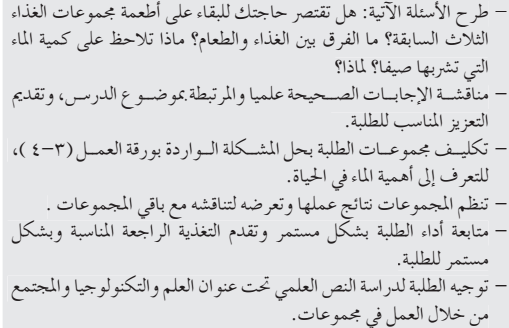 – طرح الأسئلة الآتية: هل تقتصر حاجتك للبقاء على أطعمة مجموعات الغذاء
الثلاث السابقة؟ ما الفرق بين الغذاء والطعام؟ ماذا تلاحظ على كمية الماء
التي تشربها صيفا؟ لماذا؟
– مناقشة الإجابات الصحيحة علميا والمرتبطة بموضوع الدرس، وتقديم
التعزيز المناسب للطلبة.
– تكليف مجموعات الطلبة بحل المشكلة الواردة بورقة العمل (٣–٤ )،
للتعرف إلى أهمية الماء في الحياة.
– تنظم المجموعات نتائج عملها وتعرضه لتناقشه مع باقي المجموعات .
– متابعة أداء الطلبة بشكل مستمر وتقدم التغذية الراجعة المناسبة وبشكل
مستمر للطلبة.
– توجيه الطلبة لدراسة النص العلمي تحت عنوان العلم والتكنولوجيا والمجتمع
من خلال العمل في مجموعات.